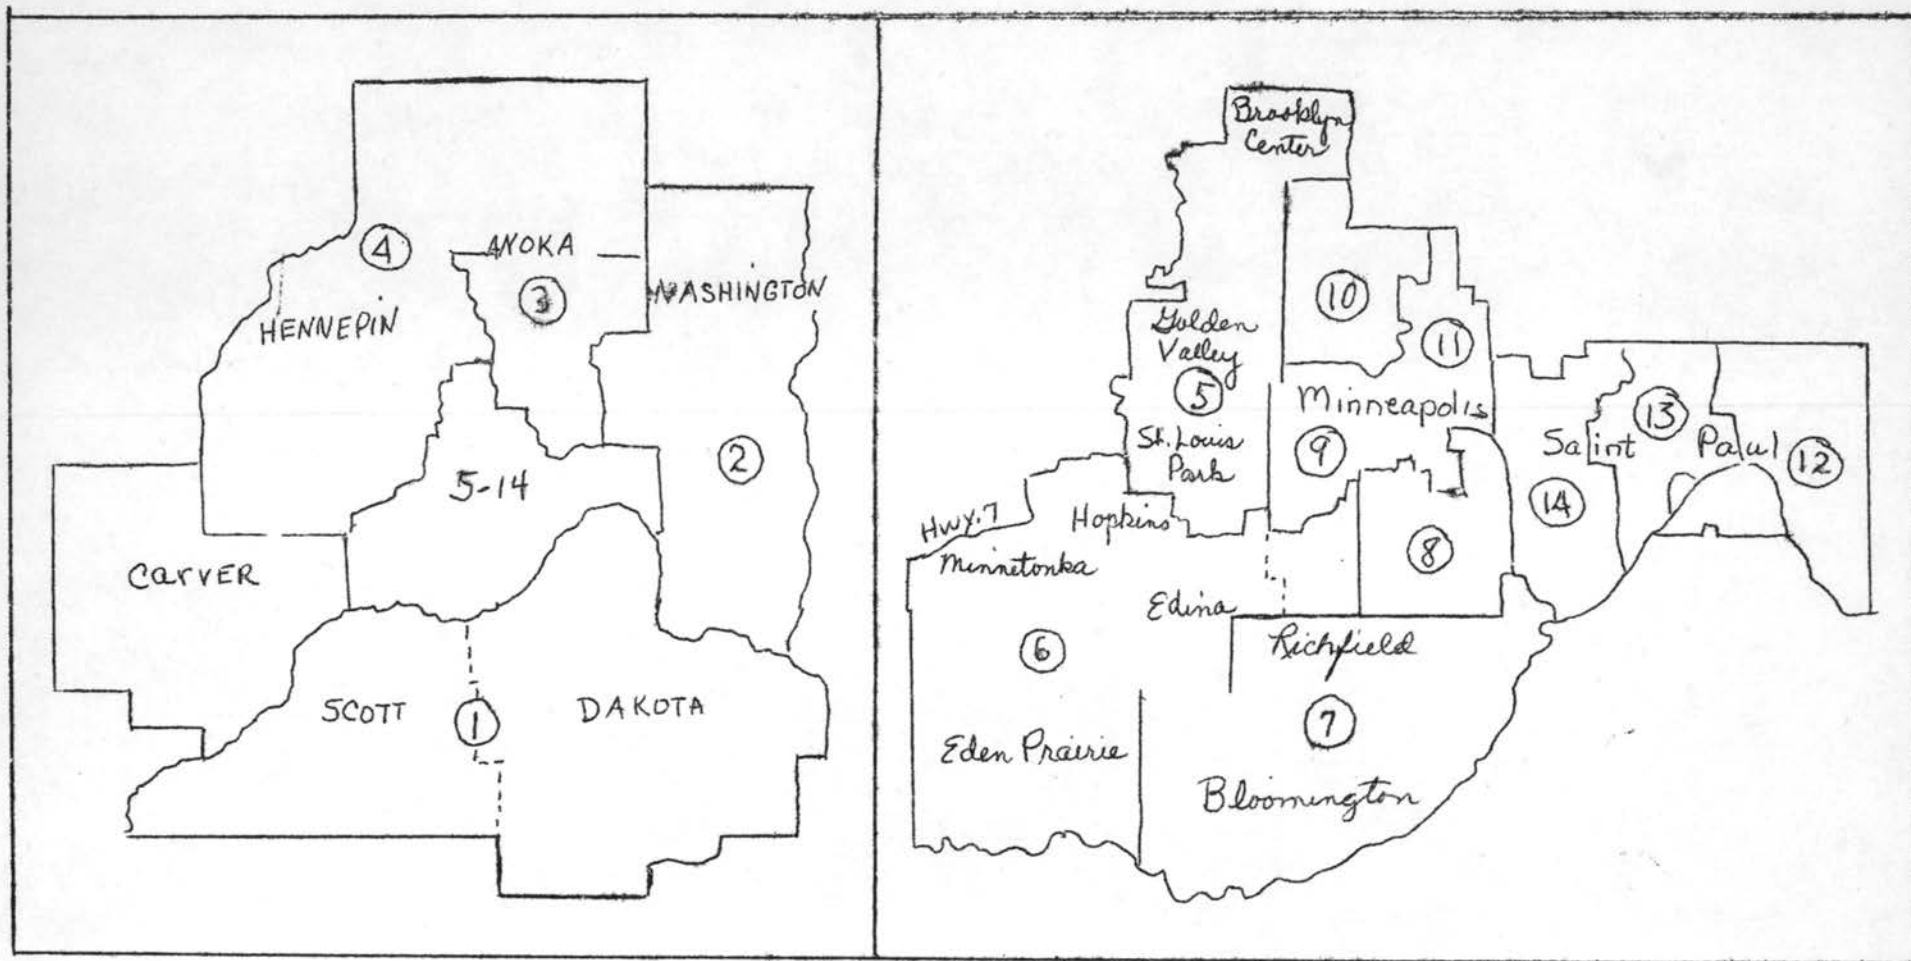 ④
ANOKA
③
WASHINGTON
HENNEPIN
②
5-14
CARVER
SCOTT
①
DAKOTA
Brooklyn
Center
⑩
Golden
Valley
⑪
⑤
Minneapolis
⑬
St. Louis
Park
⑨
Saint Paul
⑫
⑭
Hwy.7
Hopkins
⑧
Minnetonka
Edina
Richfield
⑥
⑦
Eden Prairie
Bloomington